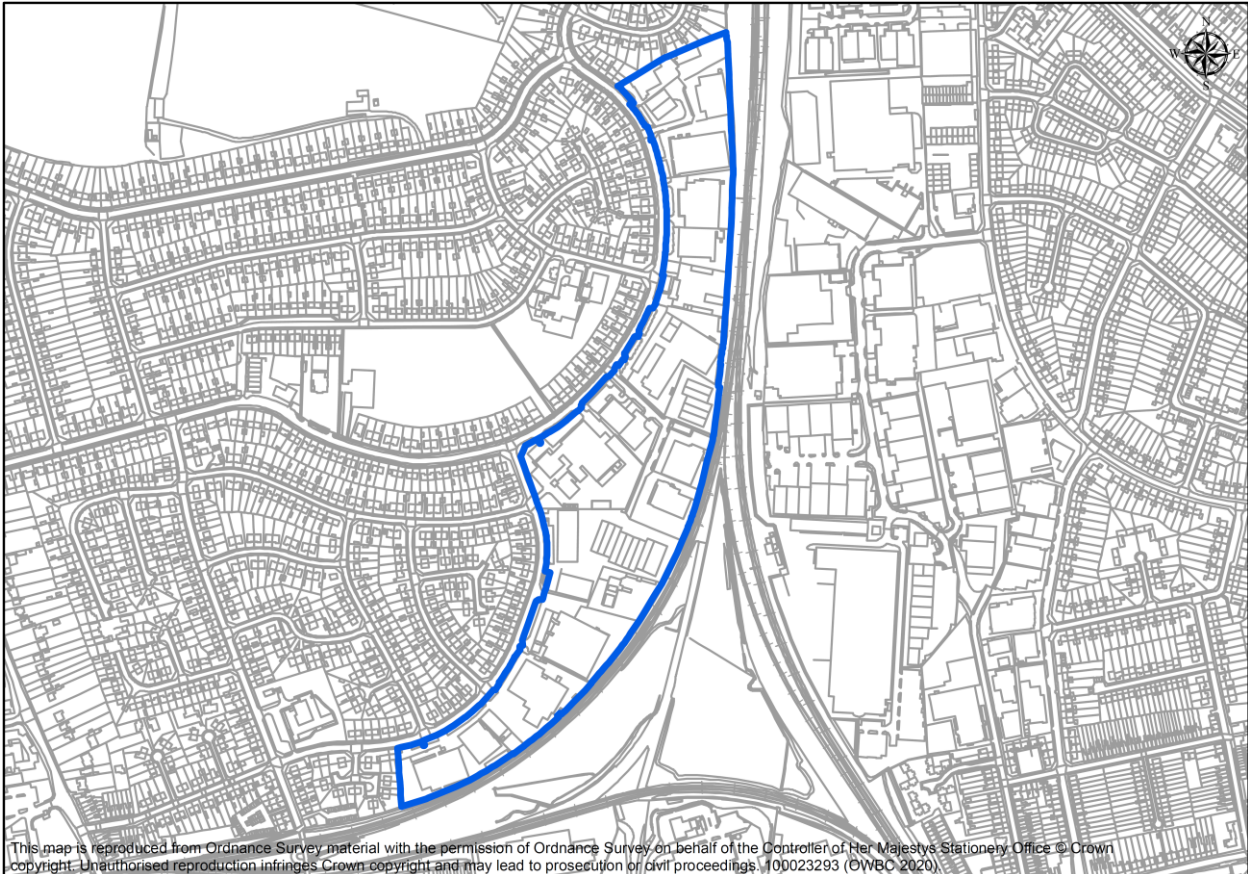 N
W E
S
This map is reproduced from Ordnance Survey material with the permission of Ordnance Survey on behalf of the Controller of Her Majestys Stationery Office © Crown
copyright. Unauthorised reproduction infringes Crown copyright and may lead to prosecution or civil proceedings. 100023293 (OWBC 2020)